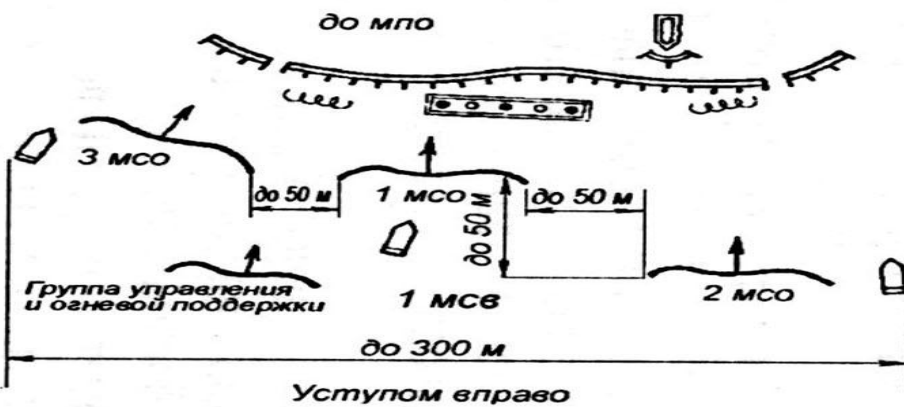 до мпо
3 мсо
до 50 м
1 мсо
до 50 м
до 50 м
Группа управления
и огневой поддержки
1 мсв
2 мсо
до 300 м
Уступом вправо